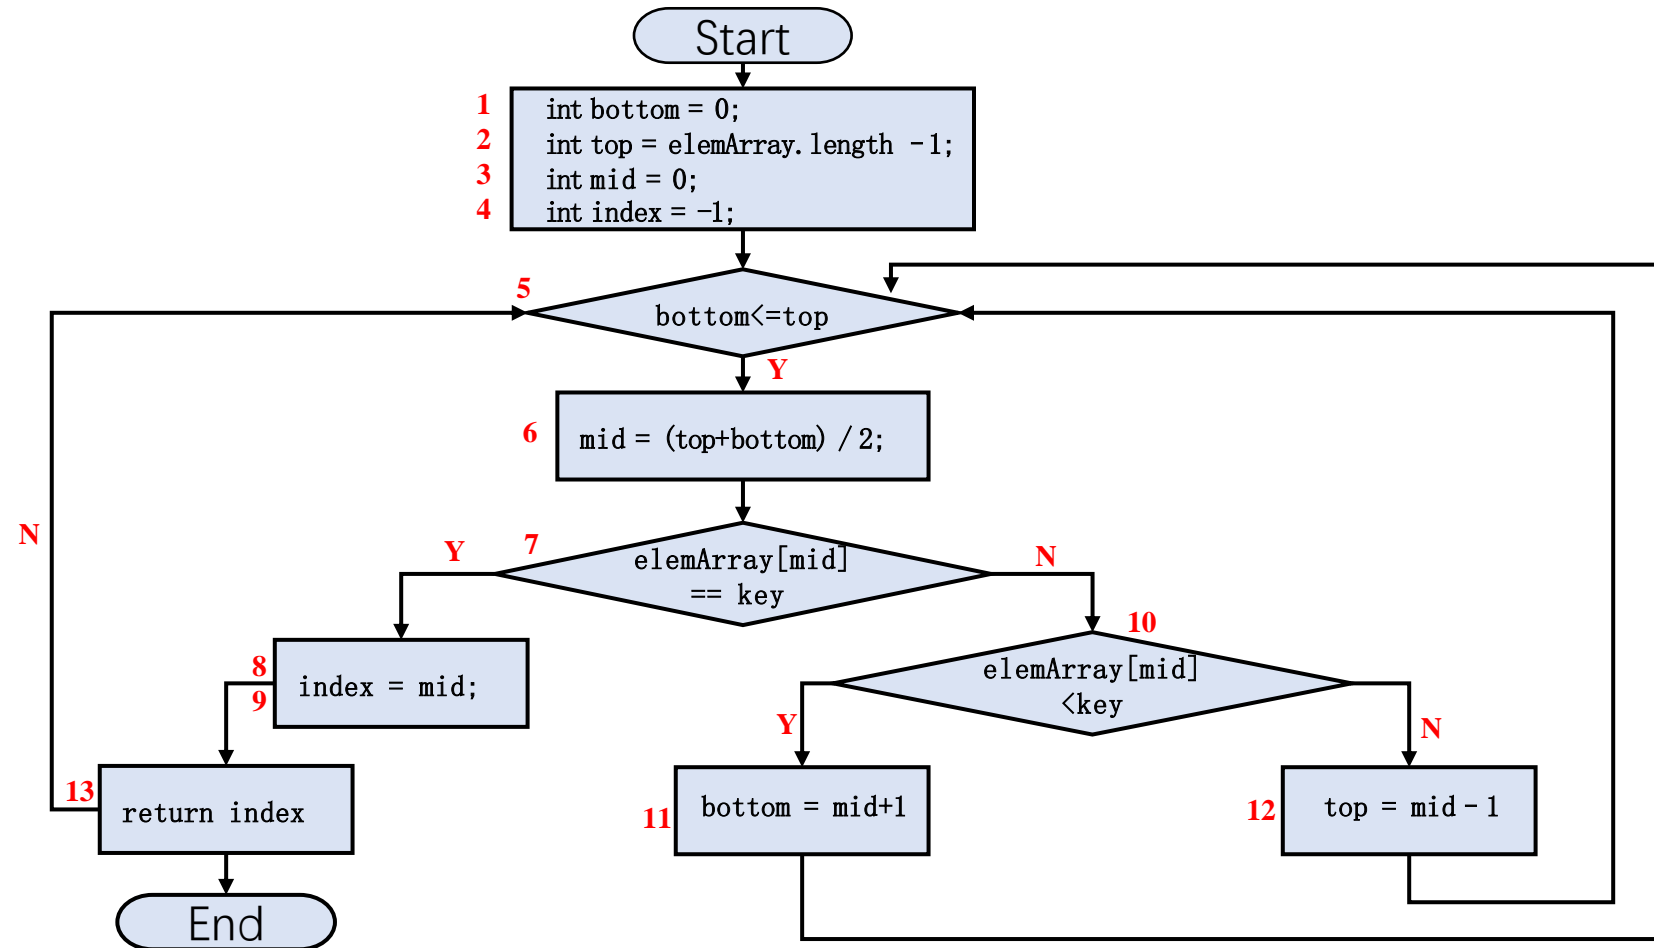 Start
1 int bottom = 0;
2 int top = elemArray.length -1;
3 int mid = 0;
4 int index = -1;
5
bottom<=top
Y
6 mid = (top+bottom) / 2;
N
Y
7
elemArray[mid]
== key
N
10
elemArray[mid]
<key
8
9
index = mid;
Y
N
13
return index
11
bottom = mid+1
12
top = mid-1
End